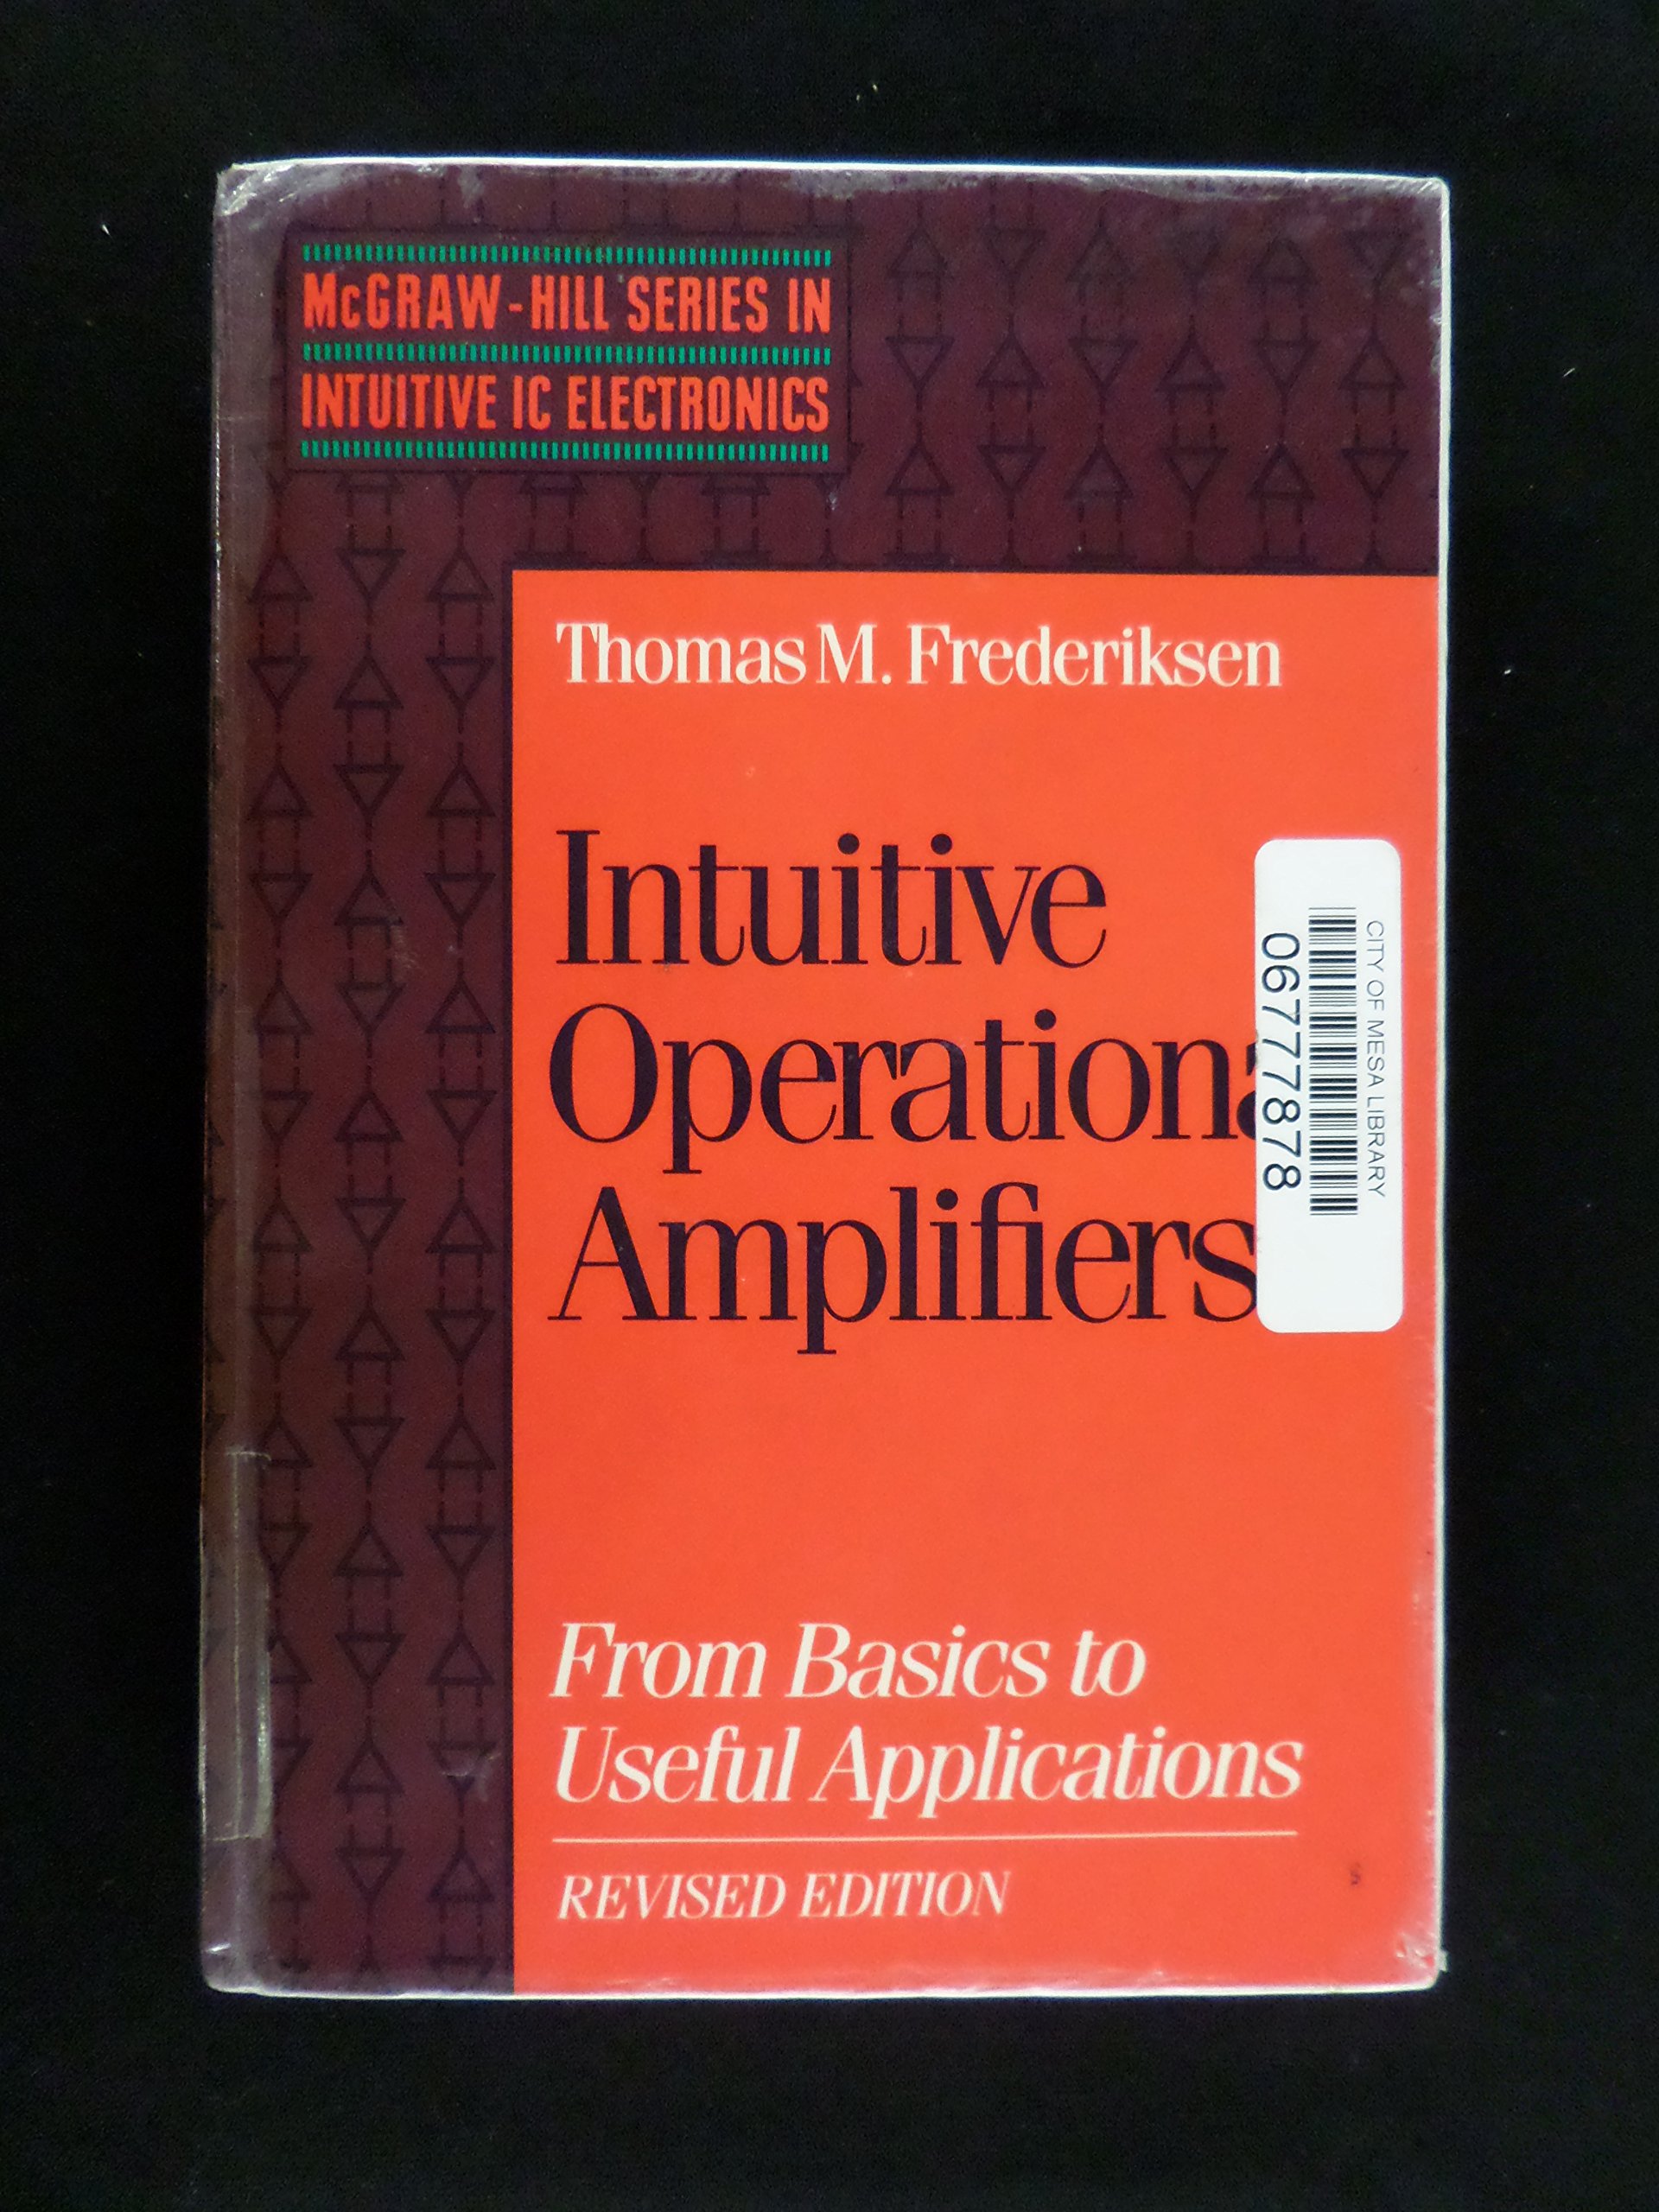 McGRAW-HILL SERIES IN
INTUITIVE IC ELECTRONICS
Thomas M. Frederiksen
Intuitive
Operationa
Amplifiers
CITY OF MESA LIBRARY
067777878
From Basics to
Useful Applications
REVISED EDITION